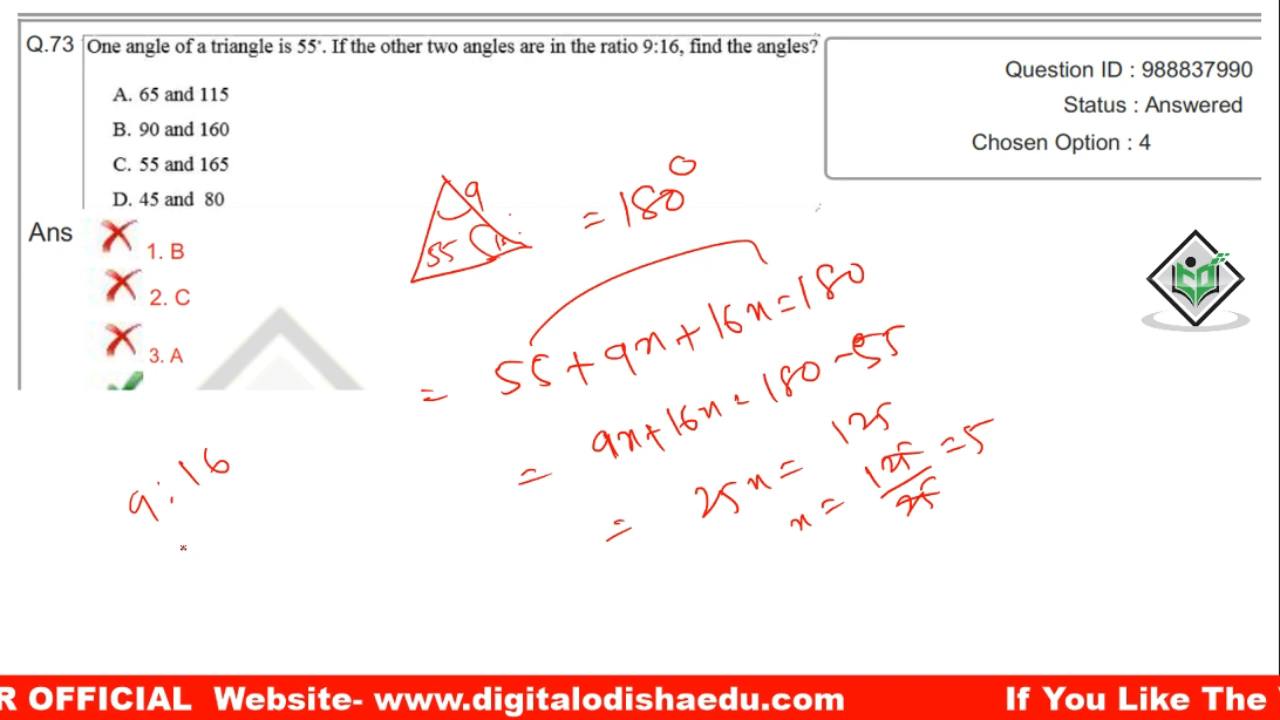 Q.73 One angle of a triangle is 55°. If the other two angles are in the ratio 9:16, find the angles?
A. 65 and 115
B. 90 and 160
C. 55 and 165
D. 45 and 80
Question ID : 988837990
Status : Answered
Chosen Option : 4
Ans
1. B
2. C
3. A
9
55
= 180°
= 55 + 9x + 16x = 180
= 9x + 16x = 180 - 55
= 25x = 125
x = 125/25 = 5
9:16
R OFFICIAL Website- www.digitalodishaedu.com If You Like The